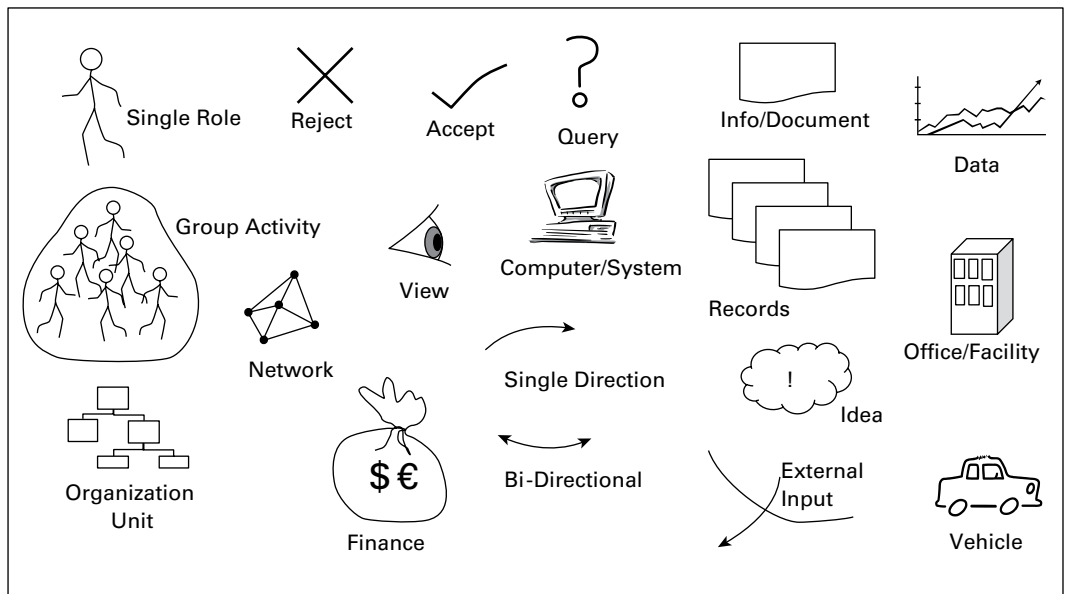 Single Role
Reject
Accept
Query
Info/Document
Data
Group Activity
View
Computer/System
Records
Office/Facility
Network
Single Direction
!
Idea
Organization
Unit
$ €
Finance
Bi-Directional
External
Input
Vehicle